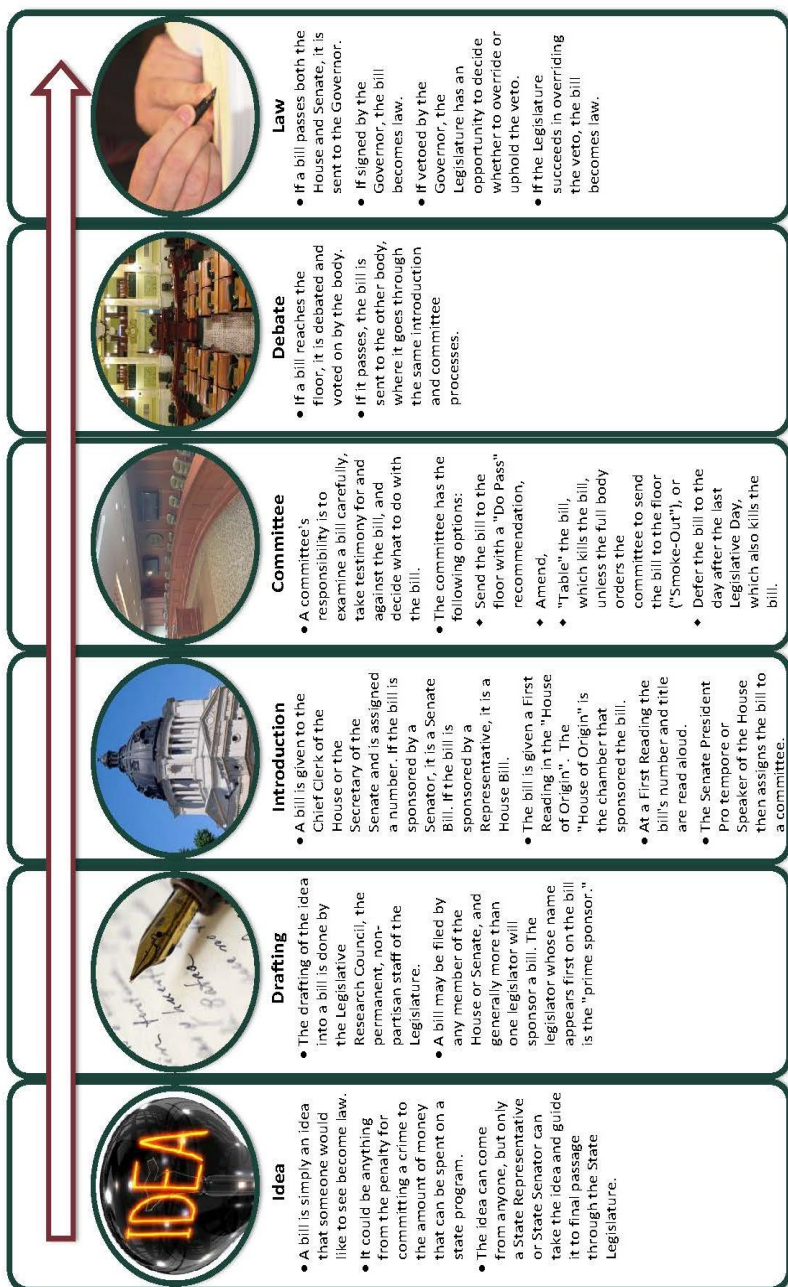 IDEA
Idea
• A bill is simply an idea
that someone would
like to see become law.
• It could be anything
from the penalty for
committing a crime to
the amount of money
that can be spent on a
state program.
• The idea can come
from anyone, but only
a State Representative
or State Senator can
take the idea and guide
it to final passage
through the State
Legislature.
Drafting
• The drafting of the idea
into a bill is done by
the Legislative
Research Council, the
permanent, non-
partisan staff of the
Legislature.
• A bill may be filed by
any member of the
House or Senate, and
generally more than
one legislator will
sponsor a bill. The
legislator whose name
appears first on the bill
is the "prime sponsor."
Introduction
• A bill is given to the
Chief Clerk of the
House or the
Secretary of the
Senate and is assigned
a number. If the bill is
sponsored by a
Senator, it is a Senate
Bill. If the bill is
sponsored by a
Representative, it is a
House Bill.
• The bill is given a First
Reading in the "House
of Origin". The
"House of Origin" is
the chamber that
sponsored the bill.
• At a First Reading the
bill's number and title
are read aloud.
• The Senate President
Pro tempore or
Speaker of the House
then assigns the bill to
a committee.
Committee
• A committee's
responsibility is to
examine a bill carefully,
take testimony for and
against the bill, and
decide what to do with
the bill.
• The committee has the
following options:
◆ Send the bill to the
floor with a "Do Pass"
recommendation,
◆ Amend,
◆ "Table" the bill,
which kills the bill,
unless the full body
orders the
committee to send
the bill to the floor
("Smoke-Out"), or
◆ Defer the bill to the
day after the last
Legislative Day,
which also kills the
bill.
Debate
• If a bill reaches the
floor, it is debated and
voted on by the body.
• If it passes, the bill is
sent to the other body,
where it goes through
the same introduction
and committee
processes.
Law
• If a bill passes both the
House and Senate, it is
sent to the Governor.
• If signed by the
Governor, the bill
becomes law.
• If vetoed by the
Governor, the
Legislature has an
opportunity to decide
whether to override or
uphold the veto.
• If the Legislature
succeeds in overriding
the veto, the bill
becomes law.